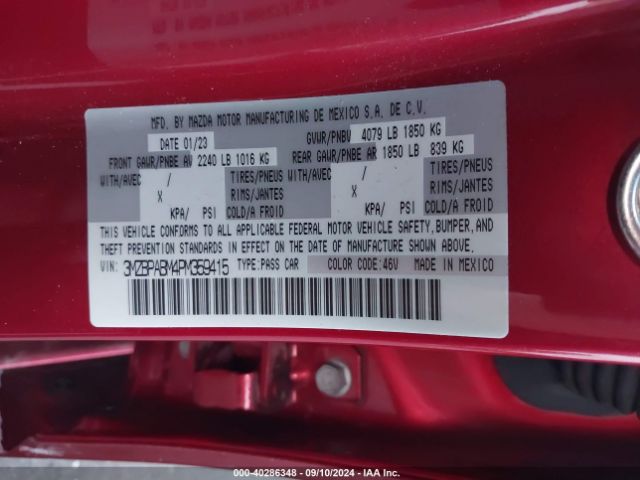 MFD. BY MAZDA MOTOR MANUFACTURING DE MEXICO S.A. DE C.V.
DATE 01/23 GVWR/PNBV 4079 LB 1850 KG
FRONT GAWR/PNBE AV 2240 LB 1016 KG REAR GAWR/PNBE AR 1850 LB 839 KG
WITH/AVEC / TIRES/PNEUS WITH/AVEC / TIRES/PNEUS
X RIMS/JANTES X RIMS/JANTES
KPA/ PSI COLD/A FROID KPA/ PSI COLD/A FROID
THIS VEHICLE CONFORMS TO ALL APPLICABLE FEDERAL MOTOR VEHICLE SAFETY, BUMPER, AND
THEFT PREVENTION STANDARDS IN EFFECT ON THE DATE OF MANUFACTURE SHOWN ABOVE.
VIN: 3MZBPABM4PM359415 TYPE:PASS CAR COLOR CODE:46V MADE IN MEXICO
000-40286348 - 09/10/2024 - IAA Inc.